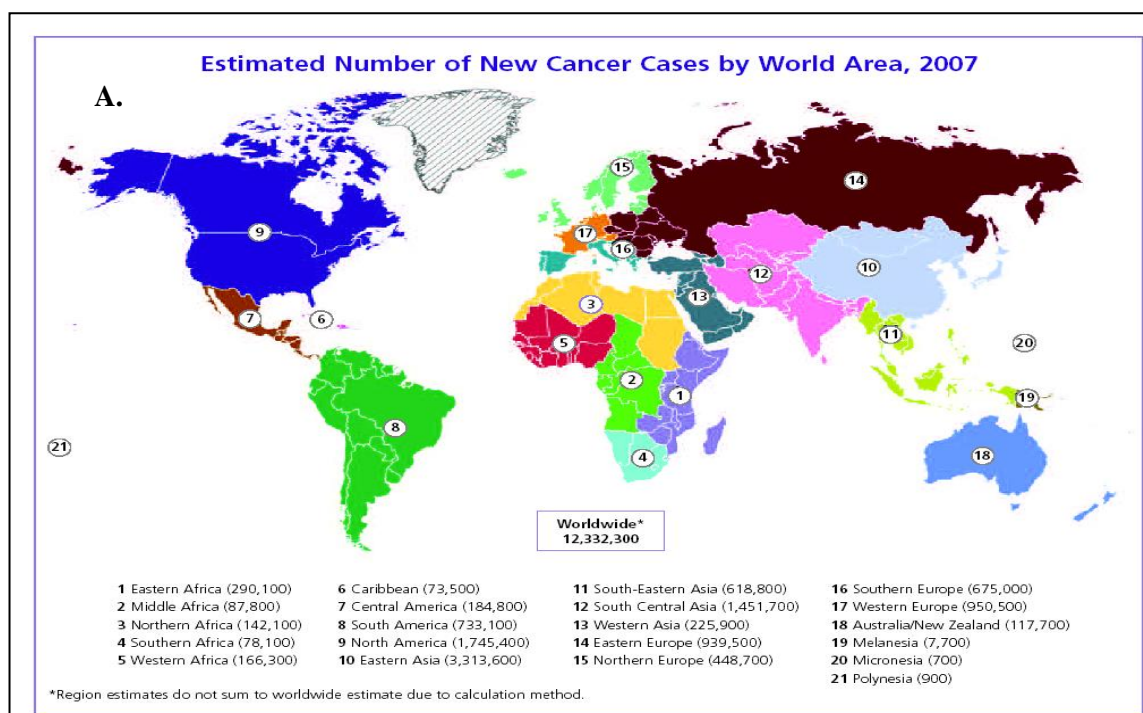 Estimated Number of New Cancer Cases by World Area, 2007
A.
15
14
17
16
9
10
12
13
7
6
3
11
5
20
2
1
19
8
21
4
18
Worldwide*
12,332,300
1 Eastern Africa (290,100)
2 Middle Africa (87,800)
3 Northern Africa (142,100)
4 Southern Africa (78,100)
5 Western Africa (166,300)
6 Caribbean (73,500)
7 Central America (184,800)
8 South America (733,100)
9 North America (1,745,400)
10 Eastern Asia (3,313,600)
11 South-Eastern Asia (618,800)
12 South Central Asia (1,451,700)
13 Western Asia (225,900)
14 Eastern Europe (939,500)
15 Northern Europe (448,700)
16 Southern Europe (675,000)
17 Western Europe (950,500)
18 Australia/New Zealand (117,700)
19 Melanesia (7,700)
20 Micronesia (700)
21 Polynesia (900)
*Region estimates do not sum to worldwide estimate due to calculation method.